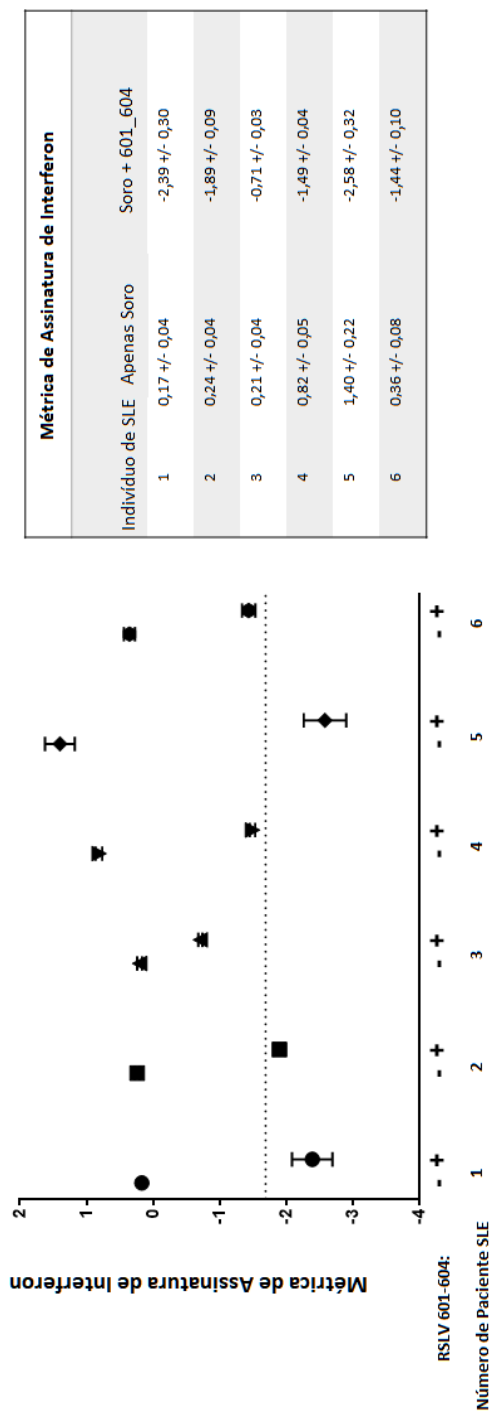 Métrica de Assinatura de Interferon
2
1
0
-1
-2
-3
-4
RSLV 601-604: - + - + - + - + - + - +
Número de Paciente SLE 1 2 3 4 5 6
Métrica de Assinatura de Interferon
Indivíduo de SLE Apenas Soro Soro + 601_604
1 0,17 +/- 0,04 -2,39 +/- 0,30
2 0,24 +/- 0,04 -1,89 +/- 0,09
3 0,21 +/- 0,04 -0,71 +/- 0,03
4 0,82 +/- 0,05 -1,49 +/- 0,04
5 1,40 +/- 0,22 -2,58 +/- 0,32
6 0,36 +/- 0,08 -1,44 +/- 0,10